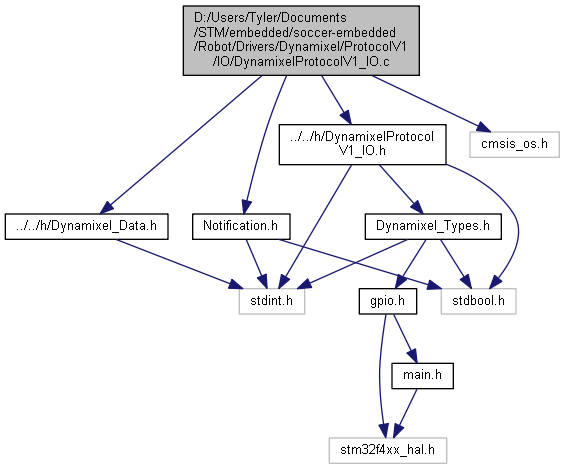 D:/Users/Tyler/Documents
/STM/embedded/soccer-embedded
/Robot/Drivers/Dynamixel/ProtocolV1
/IO/DynamixelProtocolV1_IO.c
../../h/DynamixelProtocol
V1_IO.h
cmsis_os.h
../../h/Dynamixel_Data.h
Notification.h
Dynamixel_Types.h
stdint.h
gpio.h
stdbool.h
main.h
stm32f4xx_hal.h